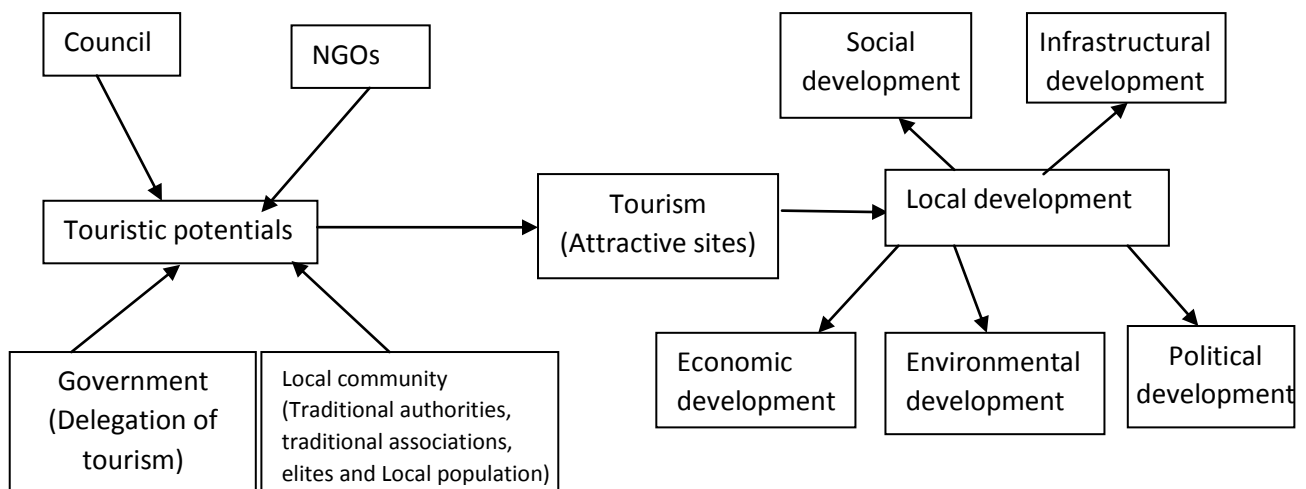 Council
NGOs
Social
development
Infrastructural
development
Touristic potentials
Tourism
(Attractive sites)
Local development
Government
(Delegation of
tourism)
Local community
(Traditional authorities,
traditional associations,
elites and Local population)
Economic
development
Environmental
development
Political
development